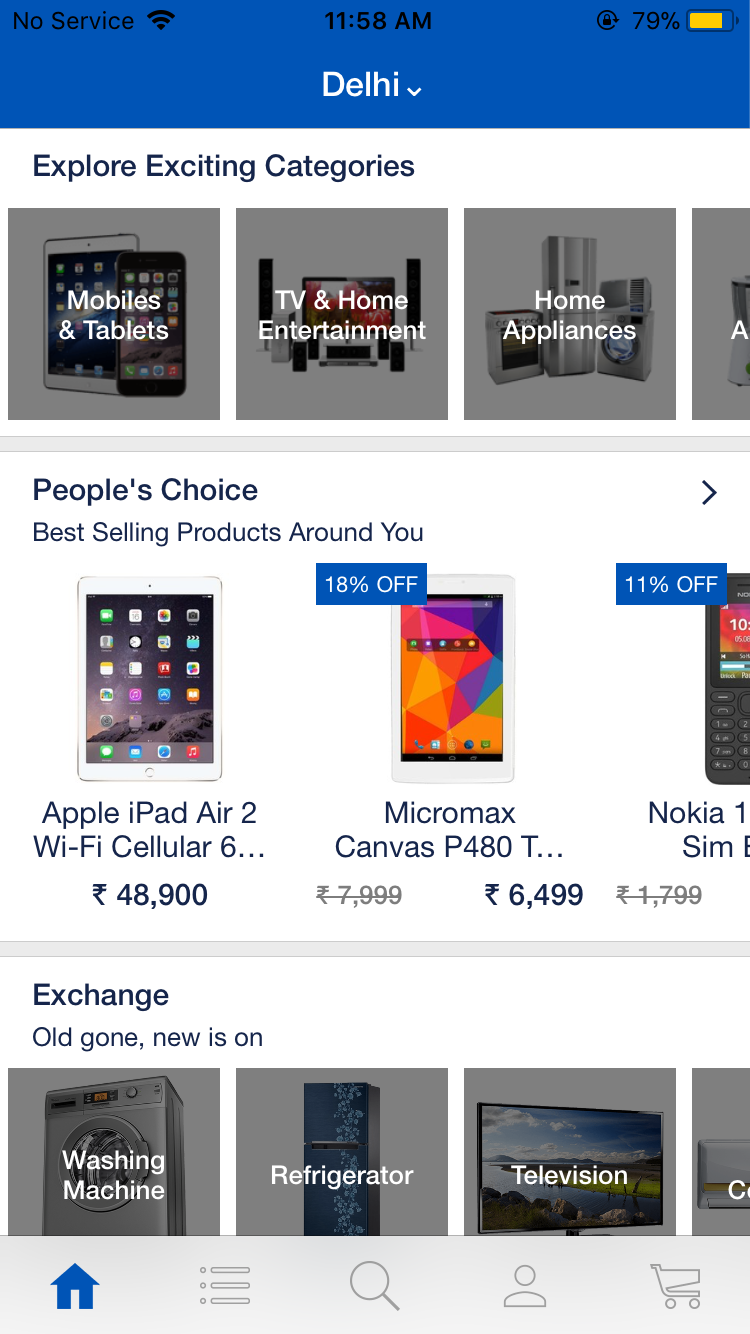 No Service 11:58 AM 79%
Delhi
Explore Exciting Categories
Mobiles
& Tablets
TV & Home
Entertainment
Home
Appliances
A
People's Choice
Best Selling Products Around You
18% OFF
11% OFF
Apple iPad Air 2
Wi-Fi Cellular 6...
₹ 48,900
Micromax
Canvas P480 T...
₹ 7,999 ₹ 6,499
Nokia 1
Sim
₹ 1,799
Exchange
Old gone, new is on
Washing
Machine
Refrigerator
Television
Co